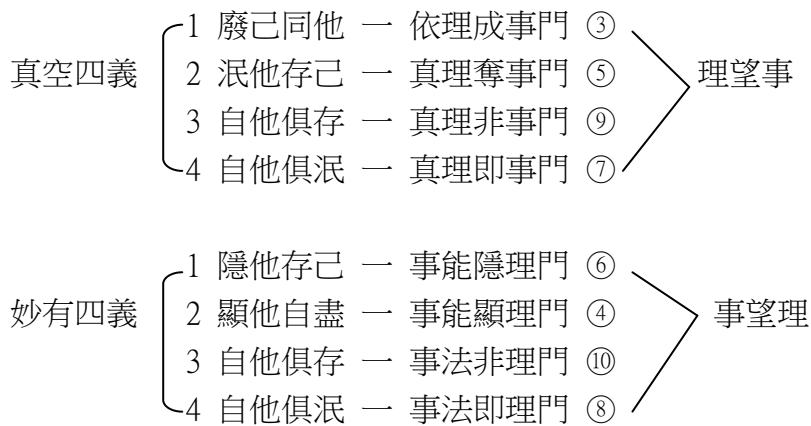 1 廢己同他 一 依理成事門 ③
真空四義 2 泯他存己 一 真理奪事門 ⑤ 理望事
3 自他俱存 一 真理非事門 ⑨
4 自他俱泯 一 真理即事門 ⑦
1 隱他存己 一 事能隱理門 ⑥
妙有四義 2 顯他自盡 一 事能顯理門 ④ 事望理
3 自他俱存 一 事法非理門 ⑩
4 自他俱泯 一 事法即理門 ⑧